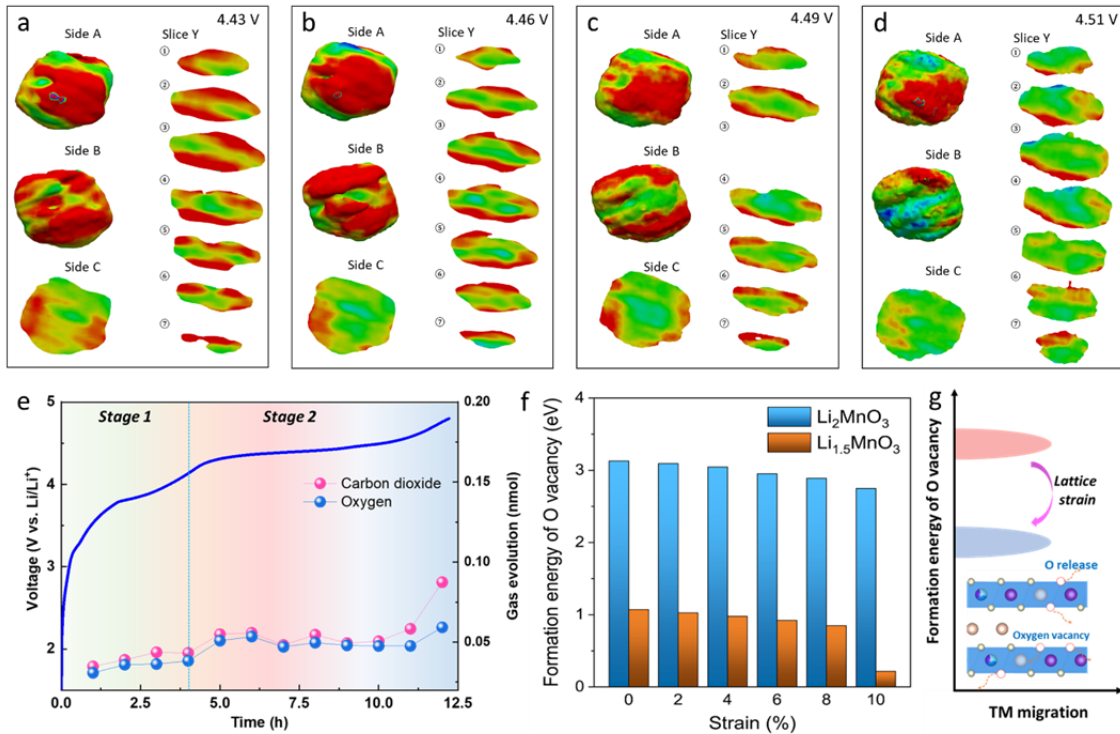 a
4.43 V
Side A
Slice Y
①
②
③
Side B
④
⑤
Side C
⑥
⑦
b
4.46 V
Side A
Slice Y
①
②
③
Side B
④
⑤
Side C
⑥
⑦
c
4.49 V
Side A
Slice Y
①
②
③
Side B
④
⑤
Side C
⑥
⑦
d
4.51 V
Side A
Slice Y
①
②
③
Side B
④
⑤
Side C
⑥
⑦
e
Stage 1
Stage 2
Carbon dioxide
Oxygen
Voltage (V vs. Li/Li⁺)
5
4
3
2
Gas evolution (nmol)
0.20
0.15
0.10
0.05
0.00
0.0
2.5
5.0
7.5
10.0
12.5
Time (h)
f
Li₂MnO₃
Li₁.₅MnO₃
Formation energy of O vacancy (eV)
4
3
2
1
0
0
2
4
6
8
10
Strain (%)
g
Formation energy of O vacancy
Lattice
strain
O release
Oxygen vacancy
TM migration